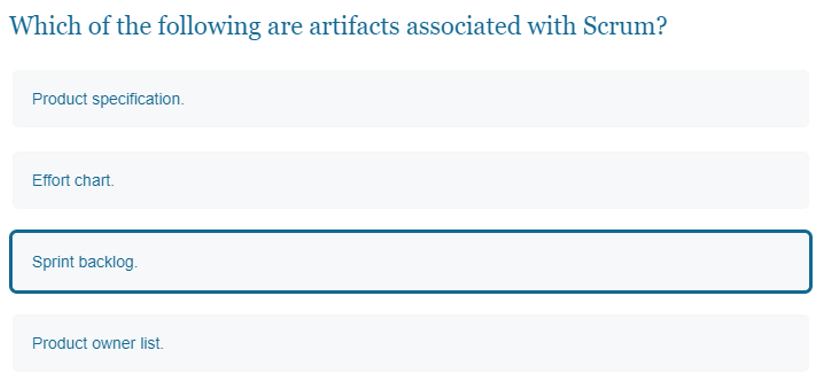 Which of the following are artifacts associated with Scrum?
Product specification.
Effort chart.
Sprint backlog.
Product owner list.